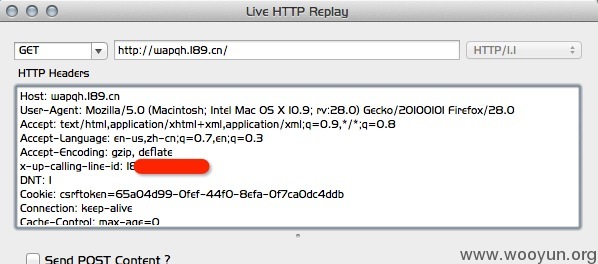 Live HTTP Replay
GET http://wapqh.189.cn/ HTTP/1.1
HTTP Headers
Host: wapqh.189.cn
User-Agent: Mozilla/5.0 (Macintosh; Intel Mac OS X 10.9; rv:28.0) Gecko/20100101 Firefox/28.0
Accept: text/html,application/xhtml+xml,application/xml;q=0.9,*/*;q=0.8
Accept-Language: en-us,zh-cn;q=0.7,en;q=0.3
Accept-Encoding: gzip, deflate
x-up-calling-line-id: 18
DNT: 1
Cookie: csrftoken=65a04d99-0fef-44f0-8efa-0f7ca0dc4ddb
Connection: keep-alive
Cache-Control: max-age=0
Send POST Content ?
www.wooyun.org